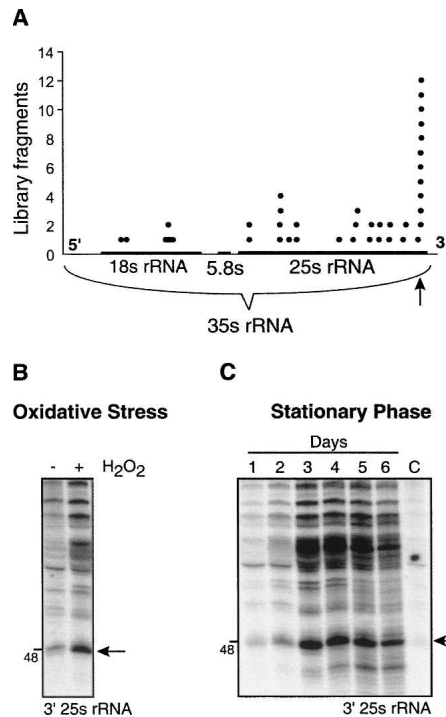 A
14
12
10
8
6
4
2
0
Library fragments
5'
3
18s rRNA
5.8s
25s rRNA
35s rRNA
B
Oxidative Stress
- + H2O2
48
3' 25s rRNA
C
Stationary Phase
Days
1 2 3 4 5 6 C
48
3' 25s rRNA